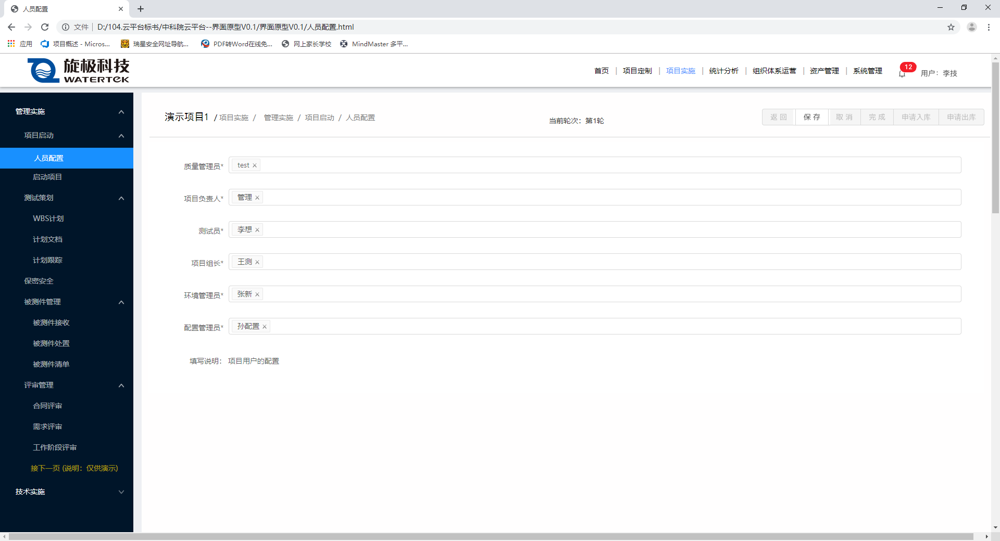 人员配置
文件 | D:/104.云平台标书/中科院云平台--界面原型V0.1/界面原型V0.1/人员配置.html
应用 项目概述 - Micros... 瑞星安全网址导航... PDF转Word在线免... 网上家长学校 MindMaster 多平...
旋极科技
WATERTEK
首页 | 项目定制 | 项目实施 | 统计分析 | 组织体系运营 | 资产管理 | 系统管理 12 用户：李技
管理实施
项目启动
人员配置
启动项目
测试策划
WBS计划
计划文档
计划跟踪
保密安全
被测件管理
被测件接收
被测件处置
被测件清单
评审管理
合同评审
需求评审
工作阶段评审
接下一页 (说明：仅供演示)
技术实施
演示项目1 / 项目实施 / 管理实施 / 项目启动 / 人员配置
当前轮次：第1轮
返 回 保 存 取 消 完 成 申请入库 申请出库
质量管理员* test
项目负责人* 管理
测试员* 李想
项目组长* 王测
环境管理员* 张新
配置管理员* 孙配置
填写说明： 项目用户的配置